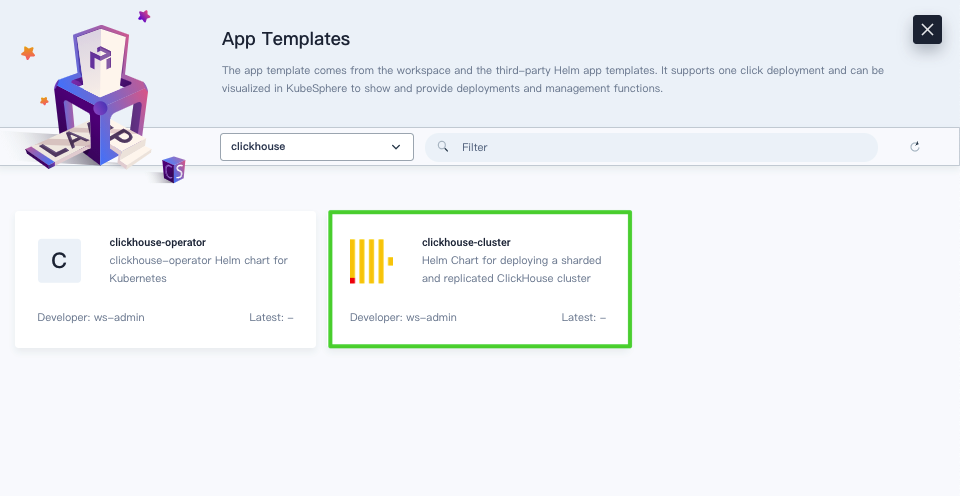 App Templates
The app template comes from the workspace and the third-party Helm app templates. It supports one click deployment and can be
visualized in KubeSphere to show and provide deployments and management functions.
LAPP
CS
clickhouse
Filter
C
clickhouse-operator
clickhouse-operator Helm chart for
Kubernetes
Developer: ws-admin
Latest: -
clickhouse-cluster
Helm Chart for deploying a sharded
and replicated ClickHouse cluster
Developer: ws-admin
Latest: -